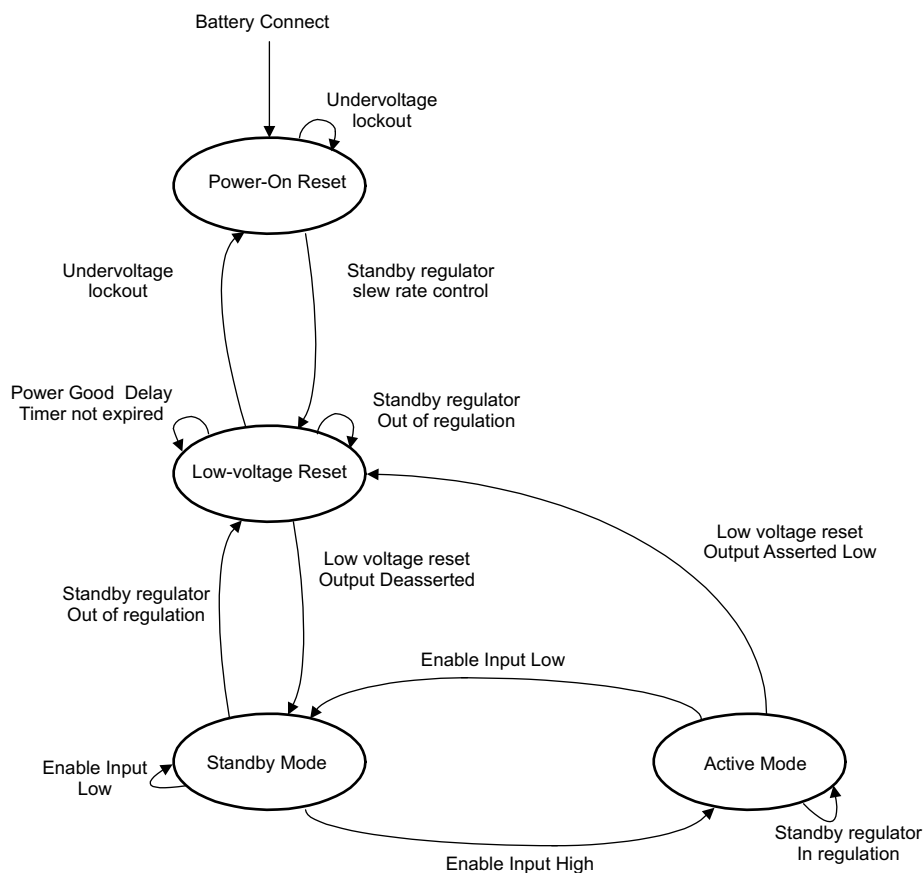 Battery Connect
Undervoltage
lockout
Power-On Reset
Undervoltage
lockout
Standby regulator
slew rate control
Power Good Delay
Timer not expired
Standby regulator
Out of regulation
Low-voltage Reset
Low voltage reset
Output Asserted Low
Low voltage reset
Output Deasserted
Standby regulator
Out of regulation
Enable Input Low
Standby Mode
Active Mode
Enable Input
Low
Standby regulator
In regulation
Enable Input High